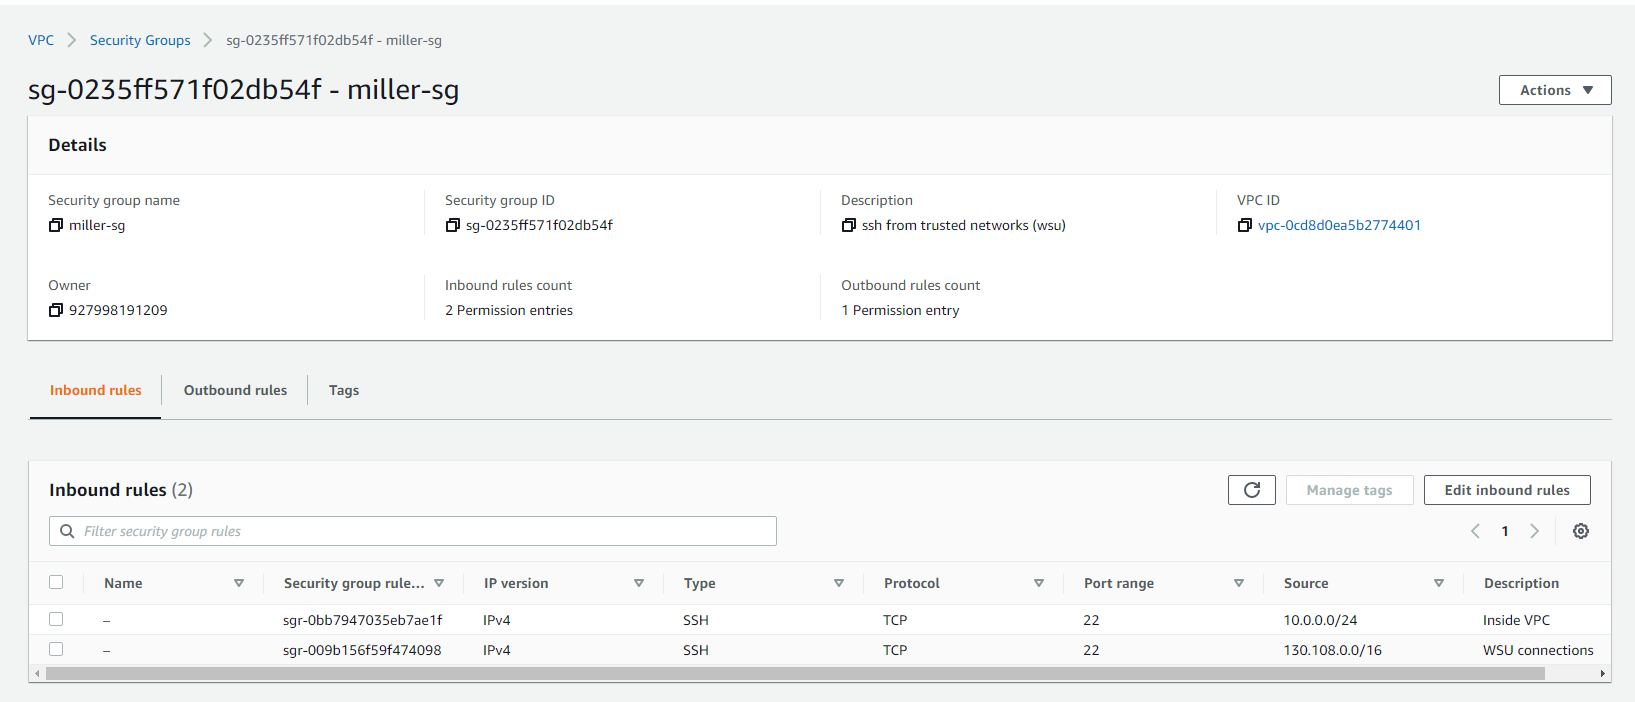 VPC > Security Groups > sg-0235ff571f02db54f - miller-sg
sg-0235ff571f02db54f - miller-sg
Actions
Details
Security group name
miller-sg
Security group ID
sg-0235ff571f02db54f
Description
ssh from trusted networks (wsu)
VPC ID
vpc-0cd8d0ea5b2774401
Owner
927998191209
Inbound rules count
2 Permission entries
Outbound rules count
1 Permission entry
Inbound rules
Outbound rules
Tags
Inbound rules (2)
Manage tags
Edit inbound rules
Filter security group rules
1
Name Security group rule... IP version Type Protocol Port range Source Description
– sgr-0bb7947035eb7ae1f IPv4 SSH TCP 22 10.0.0.0/24 Inside VPC
– sgr-009b156f59f474098 IPv4 SSH TCP 22 130.108.0.0/16 WSU connections